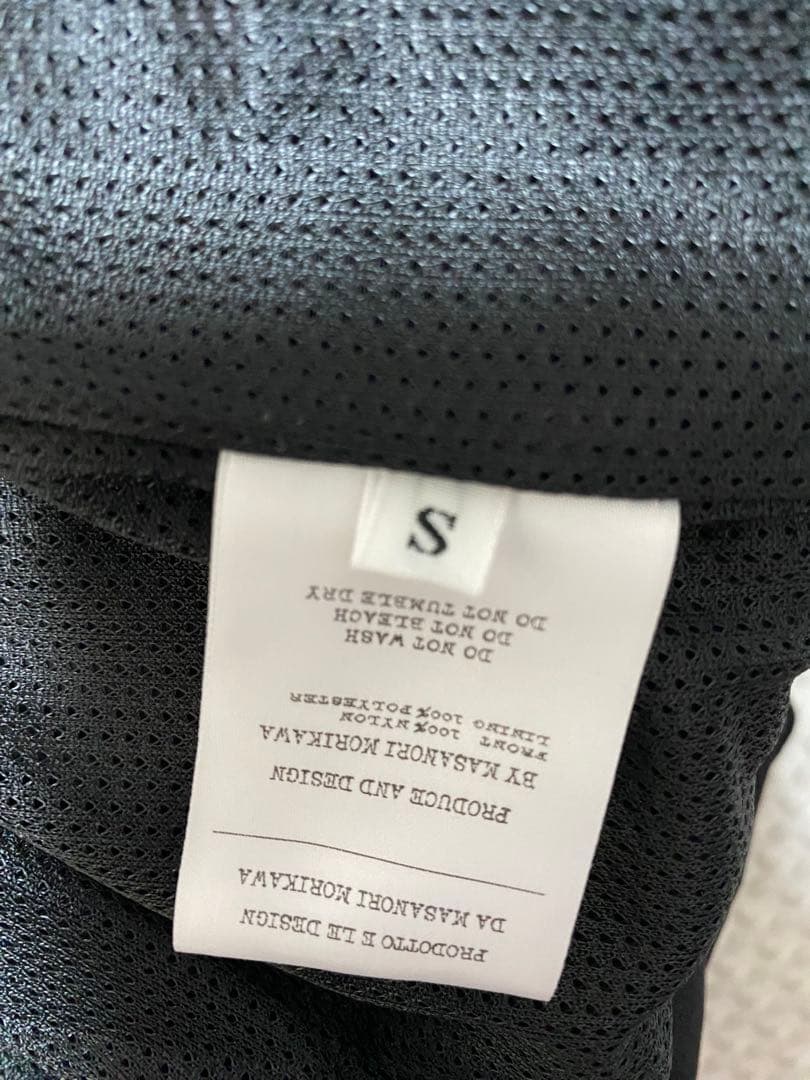 PRODOTTO E LE DESIGN
DA MASANORI MORIKAWA
PRODUCE AND DESIGN
BY MASANORI MORIKAWA
FRONT 100%NYLON
LINING 100%POLYESTER
DO NOT WASH
DO NOT BLEACH
DO NOT TUMBLE DRY
S